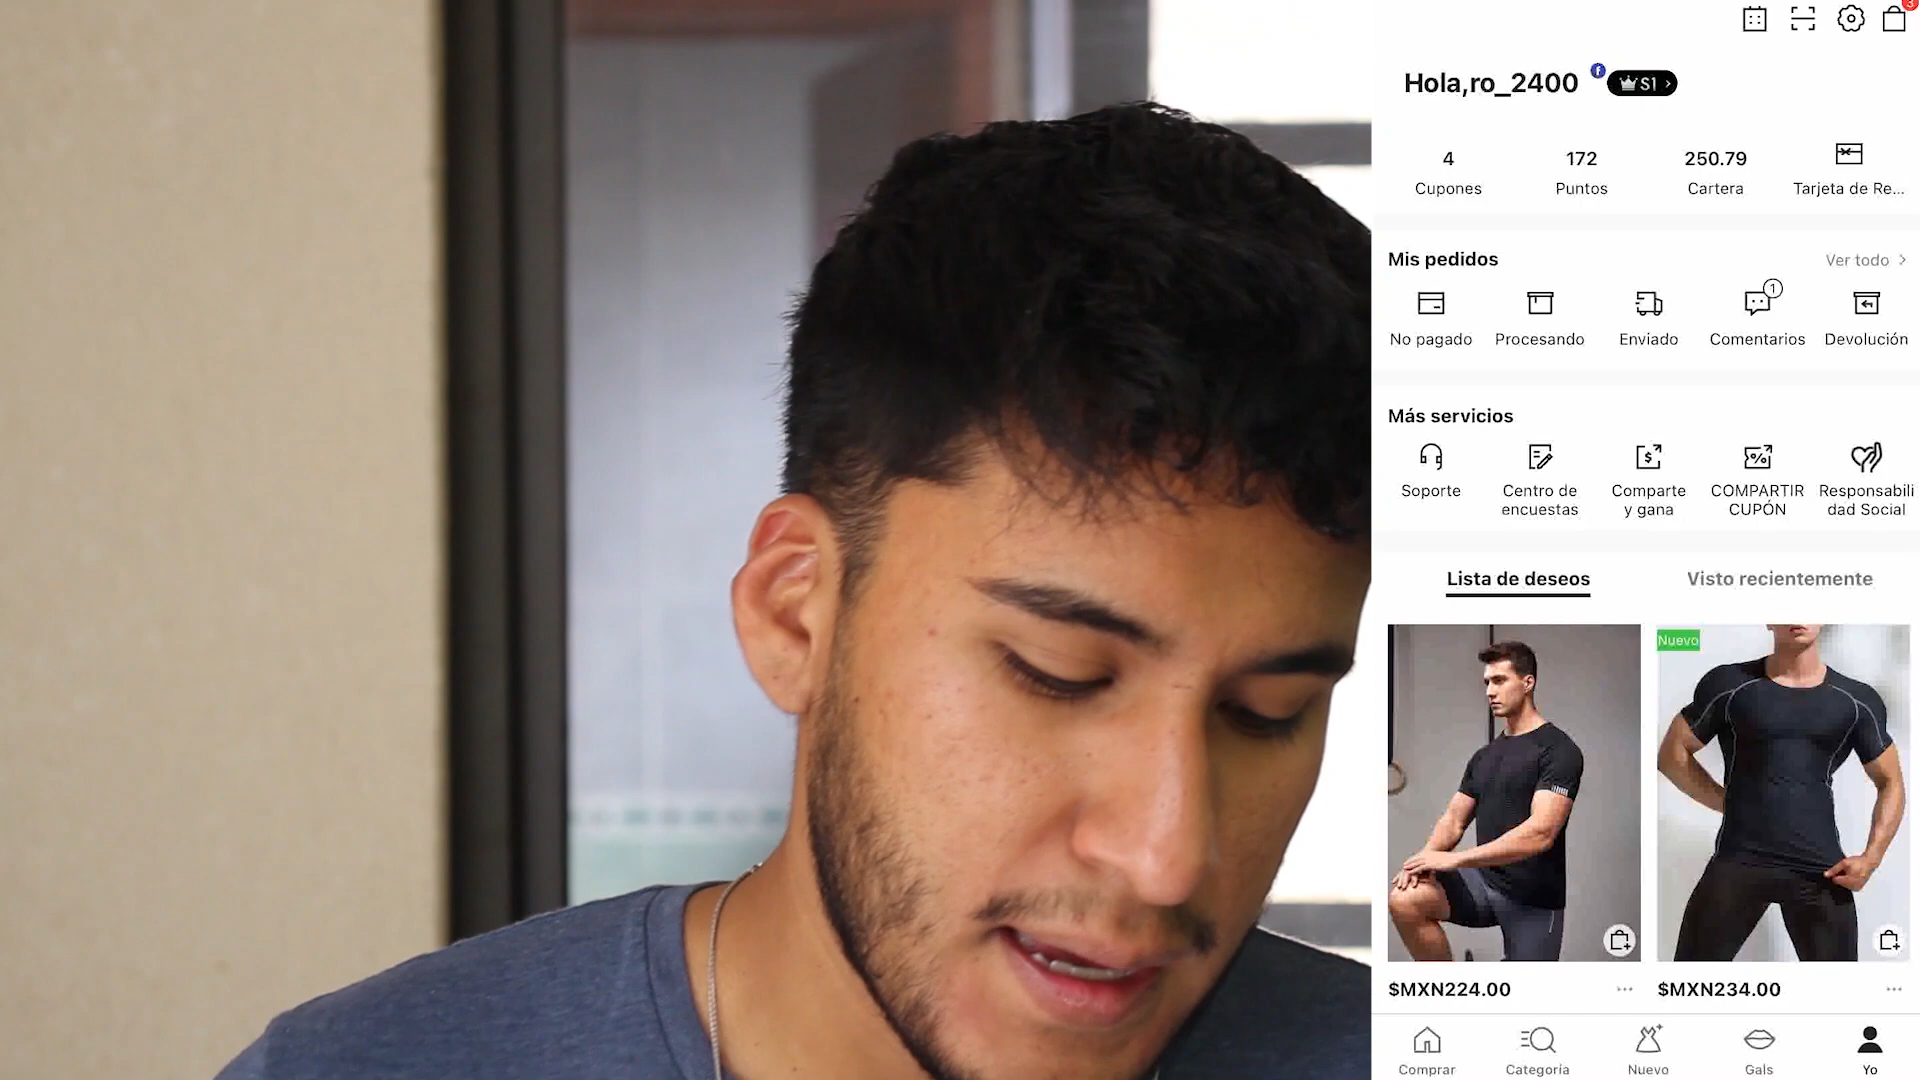 3
Hola,ro_2400
f
S1 >
4
172
250.79
Cupones
Puntos
Cartera
Tarjeta de Re...
Mis pedidos
Ver todo >
1
No pagado
Procesando
Enviado
Comentarios
Devolución
Más servicios
Soporte
Centro de
encuestas
Comparte
y gana
COMPARTIR
CUPÓN
Responsabili
dad Social
Lista de deseos
Visto recientemente
Nuevo
$MXN224.00
...
$MXN234.00
...
Comprar
Categoría
Nuevo
Gals
Yo